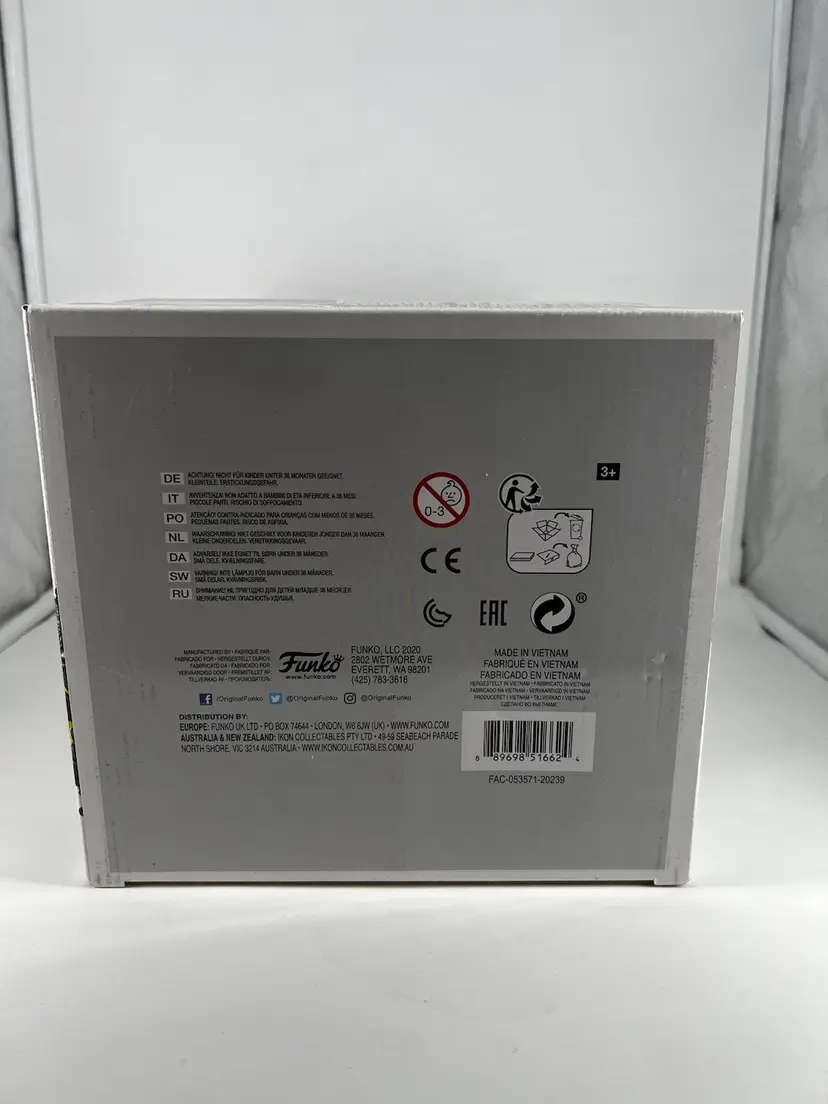 3+
DE ACHTUNG! NICHT FÜR KINDER UNTER 36 MONATEN GEEIGNET.
KLEINTEILE. ERSTICKUNGSGEFAHR.
IT AVVERTENZA! NON ADATTO A BAMBINI DI ETÀ INFERIORE A 36 MESI.
PICCOLE PARTI. RISCHIO DI SOFFOCAMENTO.
PO ATENÇÃO! CONTRA-INDICADO PARA CRIANÇAS COM MENOS DE 36 MESES.
PEQUENAS PARTES. RISCO DE ASFIXIA.
NL WAARSCHUWING! NIET GESCHIKT VOOR KINDEREN JONGER DAN 36 MAANDEN.
KLEINE ONDERDELEN. VERSTIKKINGSGEVAAR.
DA ADVARSEL! IKKE EGNET TIL BØRN UNDER 36 MÅNEDER.
SMÅ DELE. KVÆLNINGSFARE.
SW VARNING! INTE LÄMPLIG FÖR BARN UNDER 36 MÅNADER.
SMÅ DELAR. KVÄVNINGSRISK.
RU ВНИМАНИЕ! НЕ ПРИГОДНО ДЛЯ ДЕТЕЙ МЛАДШЕ 36 МЕСЯЦЕВ.
МЕЛКИЕ ЧАСТИ. ОПАСНОСТЬ УДУШЬЯ.
0-3
CE
EAC
®
MANUFACTURED BY • FABRIQUÉ PAR
FABRICADO POR • HERGESTELLT DURCH
FABBRICATO DA • FABRICADO POR
VERVAARDIGD DOOR • FREMSTILLET AF
TILLVERKAD AV • ПРОИЗВОДИТЕЛЬ
Funko
www.funko.com
FUNKO, LLC 2020
2802 WETMORE AVE
EVERETT, WA 98201
(425) 783-3616
/OriginalFunko @OriginalFunko @OriginalFunko
DISTRIBUTION BY:
EUROPE: FUNKO UK LTD • PO BOX 74644 • LONDON, W6 6JW (UK) • WWW.FUNKO.COM
AUSTRALIA & NEW ZEALAND: IKON COLLECTABLES PTY LTD • 49-59 SEABEACH PARADE
NORTH SHORE, VIC 3214 AUSTRALIA • WWW.IKONCOLLECTABLES.COM.AU
MADE IN VIETNAM
FABRIQUÉ EN VIETNAM
FABRICADO EN VIETNAM
HERGESTELLT IN VIETNAM • FABBRICATO IN VIETNAM
FABRICADO NA VIETNAM • VERVAARDIGD IN VIETNAM
PRODUCERET I VIETNAM • TILLVERKAD I VIETNAM
СДЕЛАНО ВО ВЬЕТНАМЕ
8 89698 51662 4
FAC-053571-20239